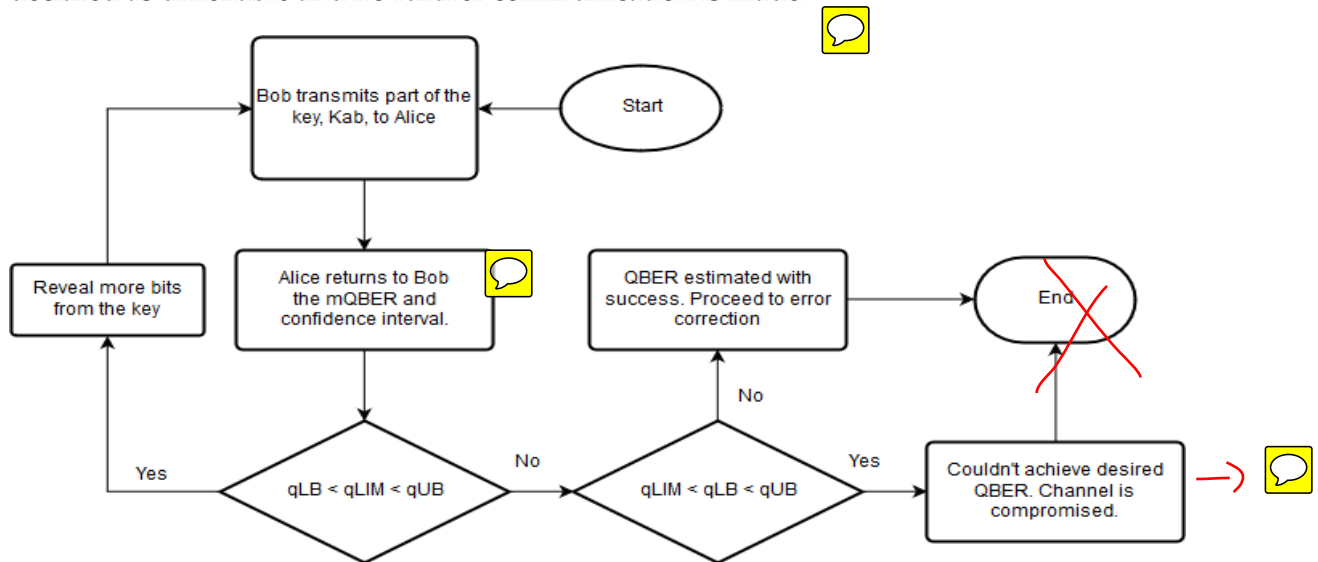 Bob transmits part of the
key, Kab, to Alice
Start
Reveal more bits
from the key
Alice returns to Bob
the mQBER and
confidence interval.
QBER estimated with
success. Proceed to error
correction
End
No
Yes
qLB < qLIM < qUB
No
qLIM < qLB < qUB
Yes
Couldn't achieve desired
QBER. Channel is
compromised.